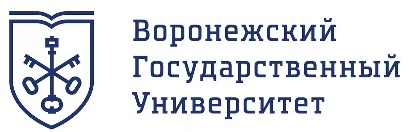 Воронежский
Государственный
Университет